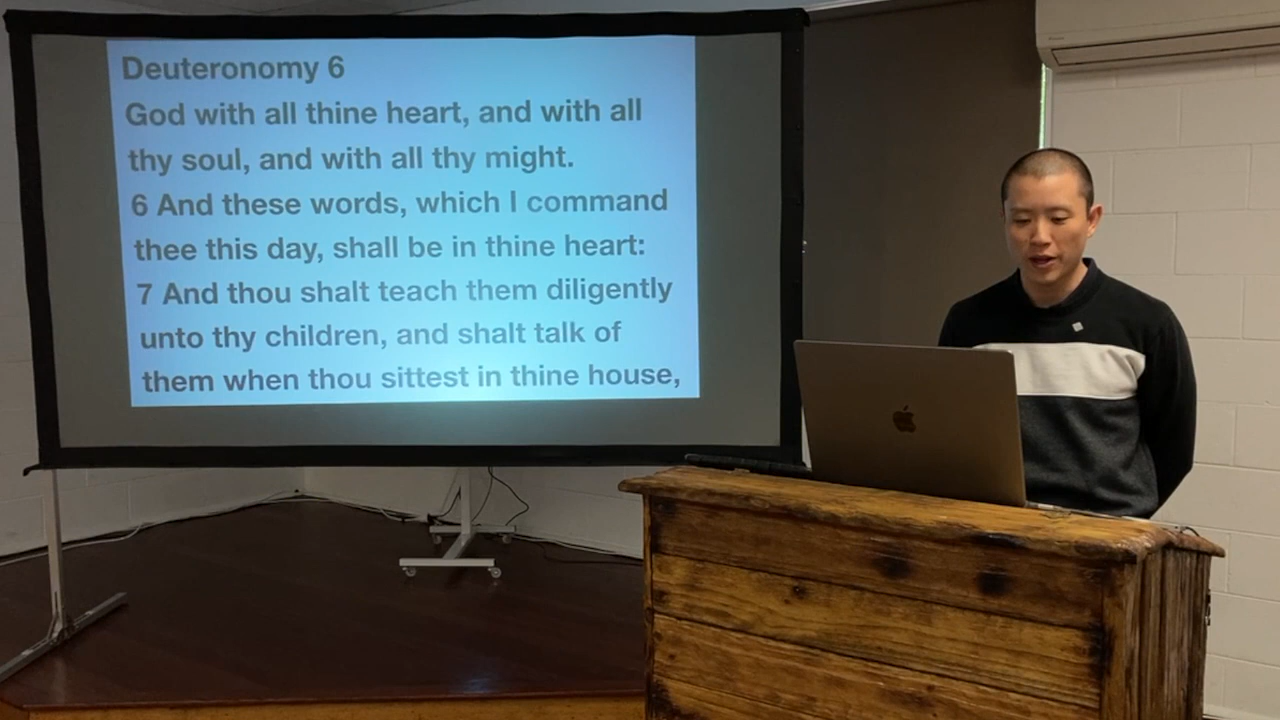 Deuteronomy 6
God with all thine heart, and with all
thy soul, and with all thy might.
6 And these words, which I command
thee this day, shall be in thine heart:
7 And thou shalt teach them diligently
unto thy children, and shalt talk of
them when thou sittest in thine house,